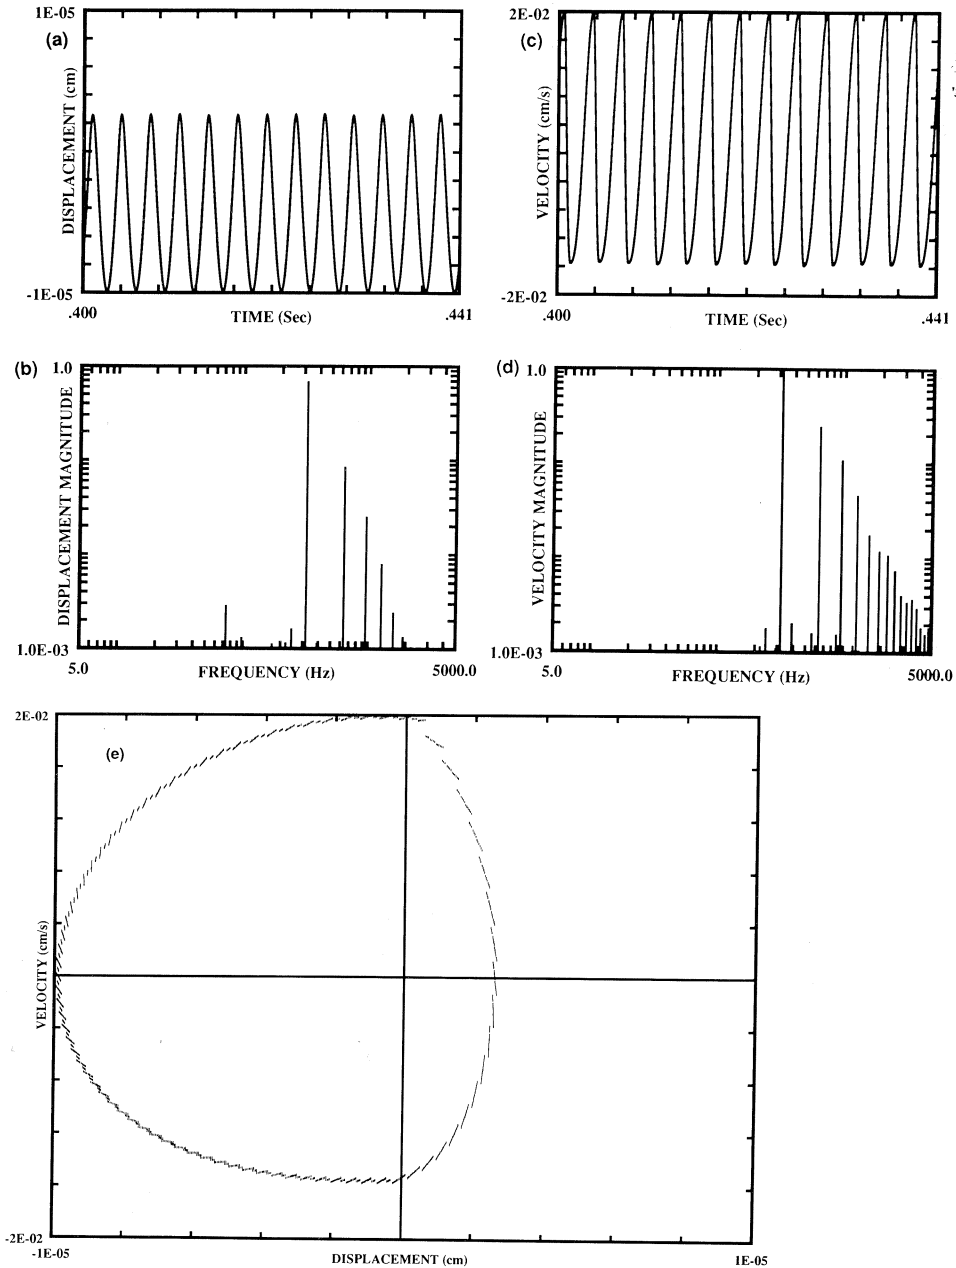 (a)
1E-05
DISPLACEMENT (cm)
-1E-05
.400
TIME (Sec)
.441
(c)
2E-02
VELOCITY (cm/s)
-2E-02
.400
TIME (Sec)
.441
(b)
1.0
DISPLACEMENT MAGNITUDE
1.0E-03
5.0
FREQUENCY (Hz)
5000.0
(d)
1.0
VELOCITY MAGNITUDE
1.0E-03
5.0
FREQUENCY (Hz)
5000.0
2E-02
(e)
VELOCITY (cm/s)
-2E-02
-1E-05
DISPLACEMENT (cm)
1E-05